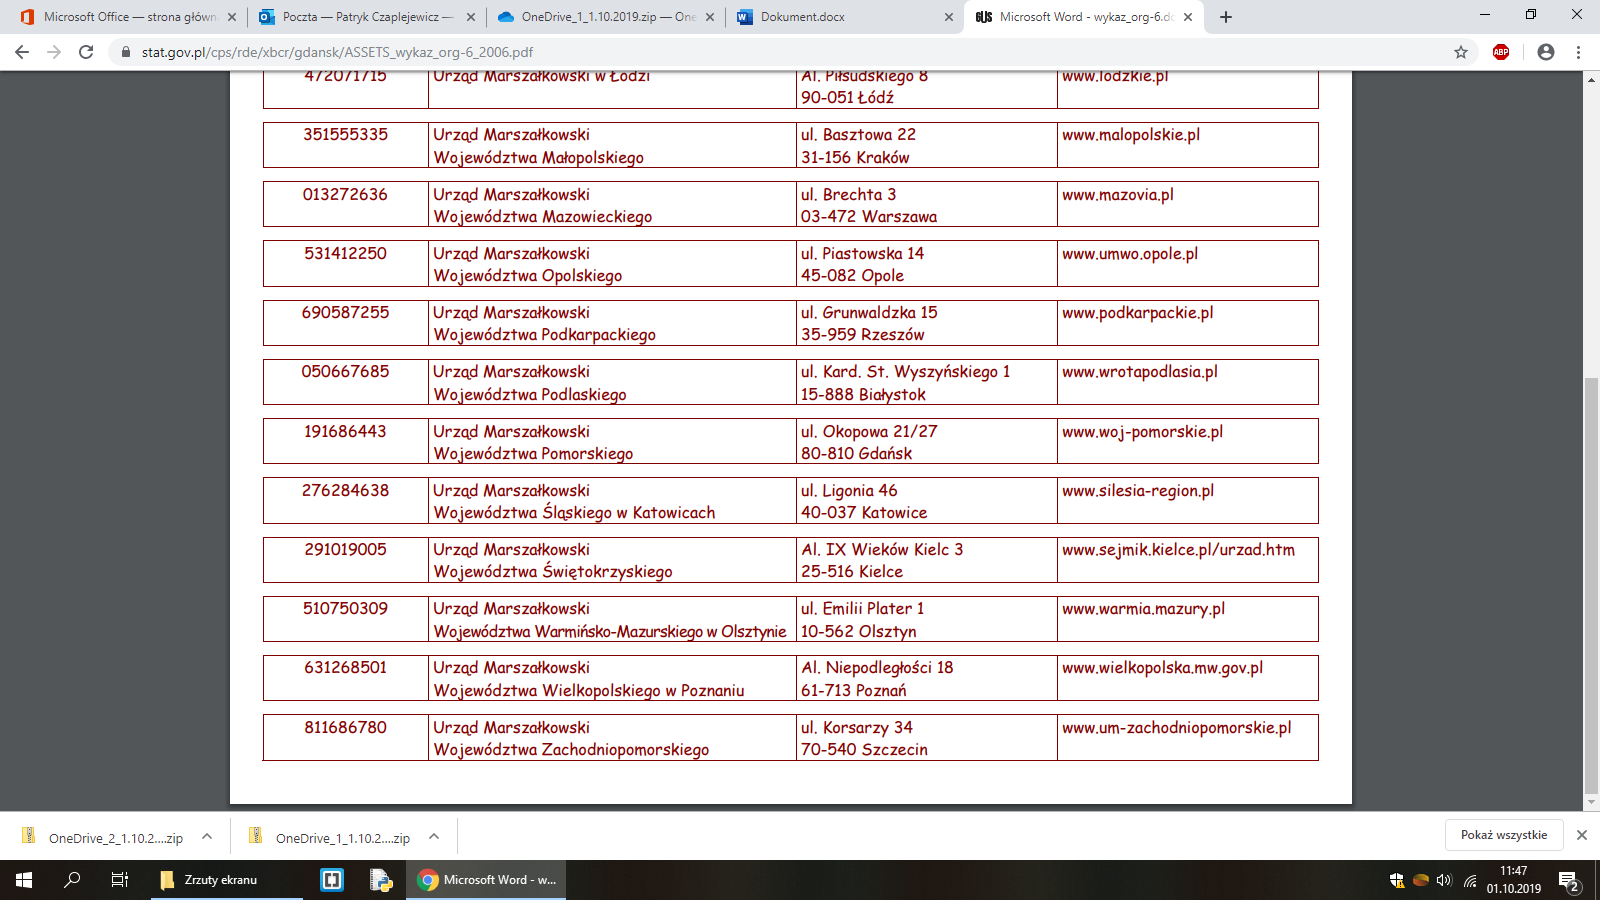 Microsoft Office — strona główn
Poczta — Patryk Czaplejewicz —
OneDrive_1_1.10.2019.zip — One
Dokument.docx
GUS Microsoft Word - wykaz_org-6.do
stat.gov.pl/cps/rde/xbcr/gdansk/ASSETS_wykaz_org-6_2006.pdf
ABP
472071715 Urząd Marszałkowski w Łodzi Al. Piłsudskiego 8 www.lodzkie.pl
90-051 Łódź
351555335 Urząd Marszałkowski ul. Basztowa 22 www.malopolskie.pl
Województwa Małopolskiego 31-156 Kraków
013272636 Urząd Marszałkowski ul. Brechta 3 www.mazovia.pl
Województwa Mazowieckiego 03-472 Warszawa
531412250 Urząd Marszałkowski ul. Piastowska 14 www.umwo.opole.pl
Województwa Opolskiego 45-082 Opole
690587255 Urząd Marszałkowski ul. Grunwaldzka 15 www.podkarpackie.pl
Województwa Podkarpackiego 35-959 Rzeszów
050667685 Urząd Marszałkowski ul. Kard. St. Wyszyńskiego 1 www.wrotapodlasia.pl
Województwa Podlaskiego 15-888 Białystok
191686443 Urząd Marszałkowski ul. Okopowa 21/27 www.woj-pomorskie.pl
Województwa Pomorskiego 80-810 Gdańsk
276284638 Urząd Marszałkowski ul. Ligonia 46 www.silesia-region.pl
Województwa Śląskiego w Katowicach 40-037 Katowice
291019005 Urząd Marszałkowski Al. IX Wieków Kielc 3 www.sejmik.kielce.pl/urzad.htm
Województwa Świętokrzyskiego 25-516 Kielce
510750309 Urząd Marszałkowski ul. Emilii Plater 1 www.warmia.mazury.pl
Województwa Warmińsko-Mazurskiego w Olsztynie 10-562 Olsztyn
631268501 Urząd Marszałkowski Al. Niepodległości 18 www.wielkopolska.mw.gov.pl
Województwa Wielkopolskiego w Poznaniu 61-713 Poznań
811686780 Urząd Marszałkowski ul. Korsarzy 34 www.um-zachodniopomorskie.pl
Województwa Zachodniopomorskiego 70-540 Szczecin
OneDrive_2_1.10.2....zip OneDrive_1_1.10.2....zip Pokaż wszystkie
Zrzuty ekranu Microsoft Word - w...
11:47
01.10.2019
2